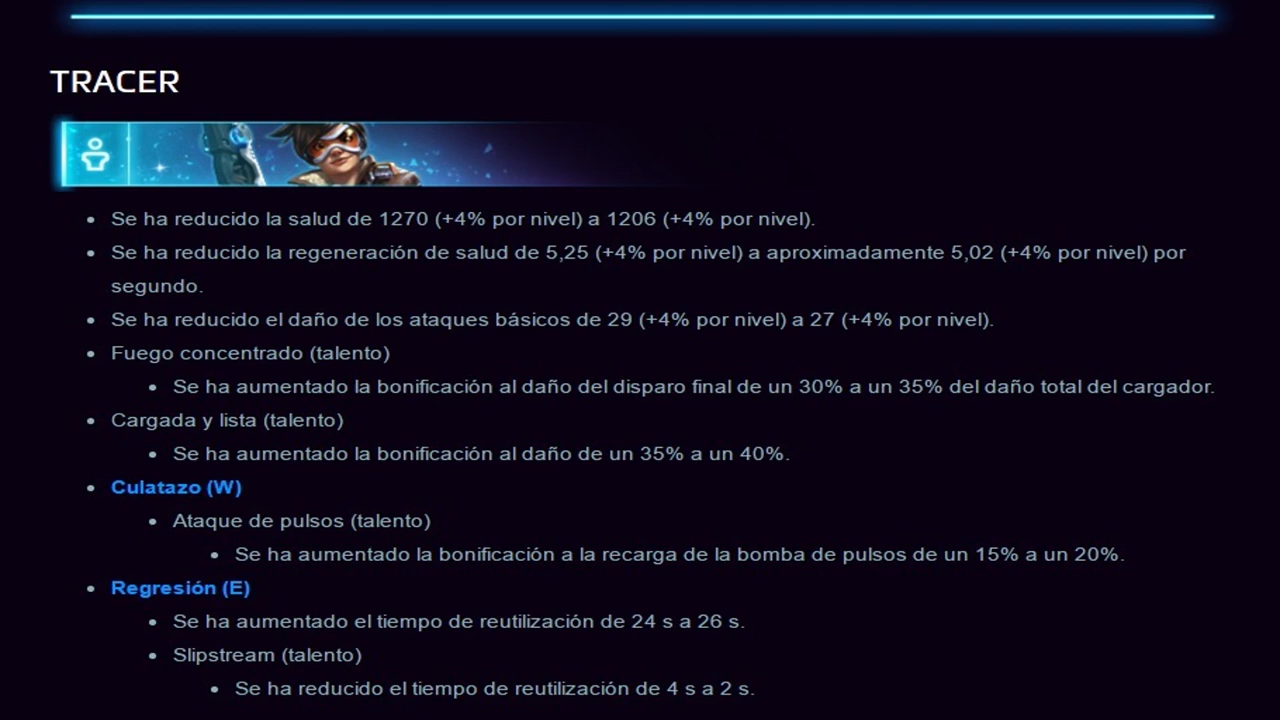 TRACER
Se ha reducido la salud de 1270 (+4% por nivel) a 1206 (+4% por nivel).
Se ha reducido la regeneración de salud de 5,25 (+4% por nivel) a aproximadamente 5,02 (+4% por nivel) por
segundo.
Se ha reducido el daño de los ataques básicos de 29 (+4% por nivel) a 27 (+4% por nivel).
Fuego concentrado (talento)
Se ha aumentado la bonificación al daño del disparo final de un 30% a un 35% del daño total del cargador.
Cargada y lista (talento)
Se ha aumentado la bonificación al daño de un 35% a un 40%.
Culatazo (W)
Ataque de pulsos (talento)
Se ha aumentado la bonificación a la recarga de la bomba de pulsos de un 15% a un 20%.
Regresión (E)
Se ha aumentado el tiempo de reutilización de 24 s a 26 s.
Slipstream (talento)
Se ha reducido el tiempo de reutilización de 4 s a 2 s.